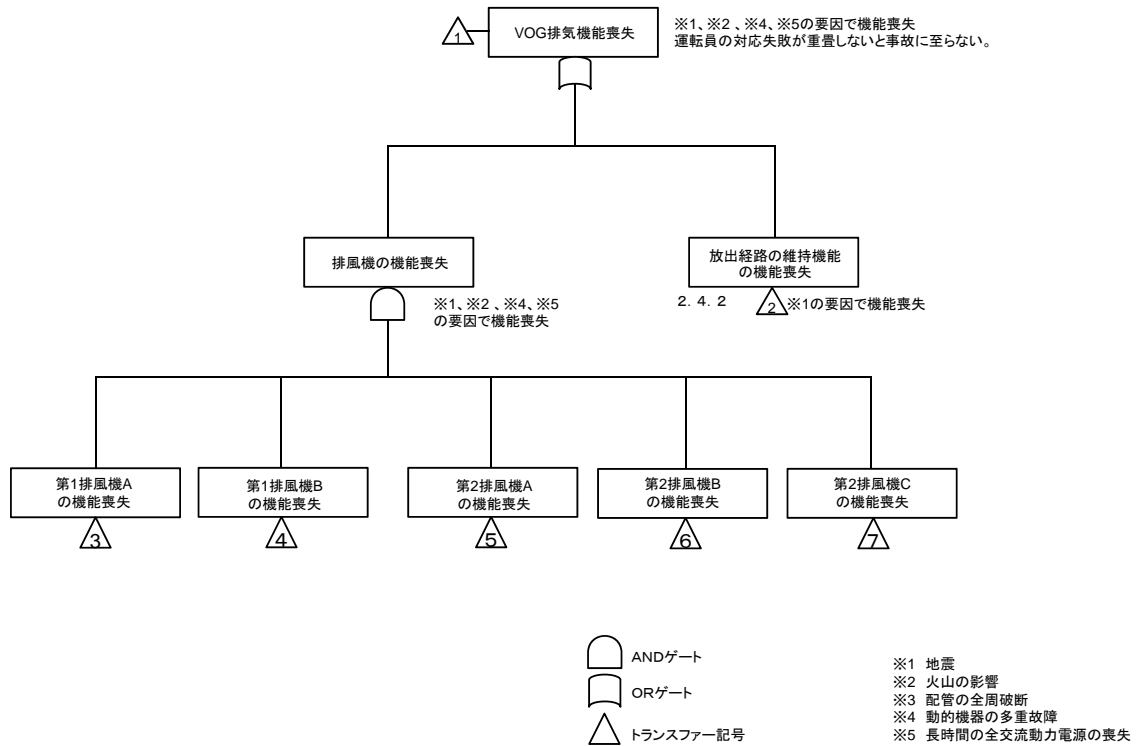 1
VOG排気機能喪失
※1、※2 、※4、※5の要因で機能喪失
運転員の対応失敗が重畳しないと事故に至らない。
排風機の機能喪失
※1、※2 、※4、※5
の要因で機能喪失
放出経路の維持機能
の機能喪失
2.4.2
2
※1の要因で機能喪失
第1排風機A
の機能喪失
3
第1排風機B
の機能喪失
4
第2排風機A
の機能喪失
5
第2排風機B
の機能喪失
6
第2排風機C
の機能喪失
7
ANDゲート
ORゲート
トランスファー記号
※1 地震
※2 火山の影響
※3 配管の全周破断
※4 動的機器の多重故障
※5 長時間の全交流動力電源の喪失